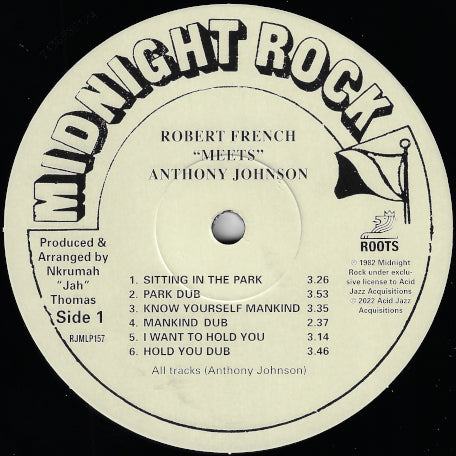 MIDNIGHT ROCK
ROBERT FRENCH
“MEETS”
ANTHONY JOHNSON
Produced &
Arranged by
Nkrumah
"Jah"
Thomas
Side 1
RJMLP157
ROOTS
℗ 1982 Midnight
Rock under exclu-
sive license to Acid
Jazz Acquisitions
© 2022 Acid Jazz
Acquisitions
1. SITTING IN THE PARK 3.26
2. PARK DUB 3.53
3. KNOW YOURSELF MANKIND 3.35
4. MANKIND DUB 2.37
5. I WANT TO HOLD YOU 3.14
6. HOLD YOU DUB 3.46
All tracks (Anthony Johnson)